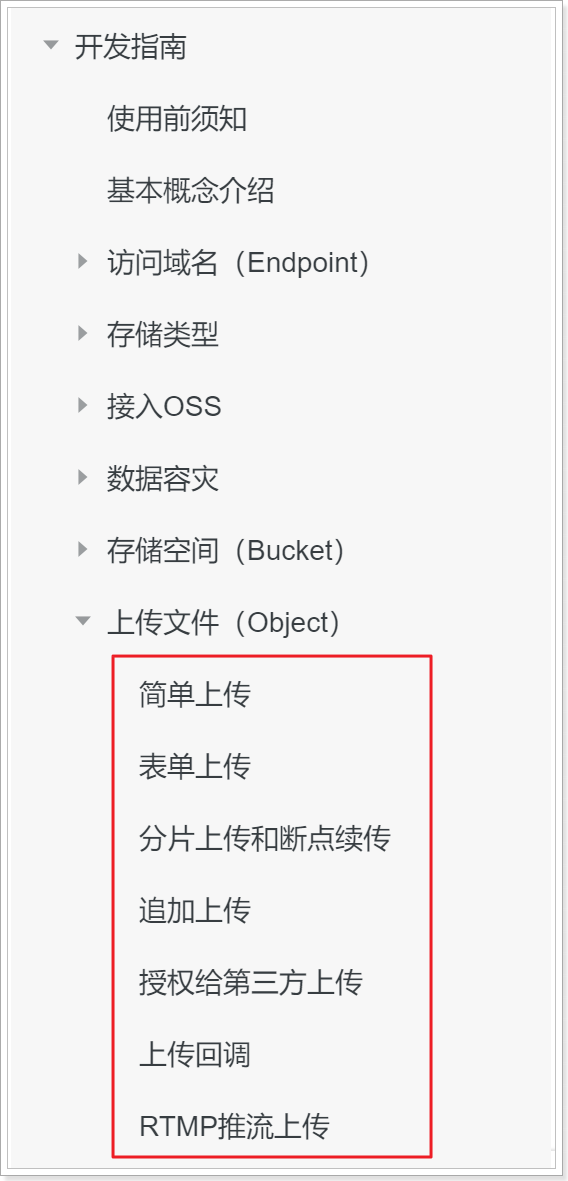 开发指南
使用前须知
基本概念介绍
访问域名（Endpoint）
存储类型
接入OSS
数据容灾
存储空间（Bucket）
上传文件（Object）
简单上传
表单上传
分片上传和断点续传
追加上传
授权给第三方上传
上传回调
RTMP推流上传